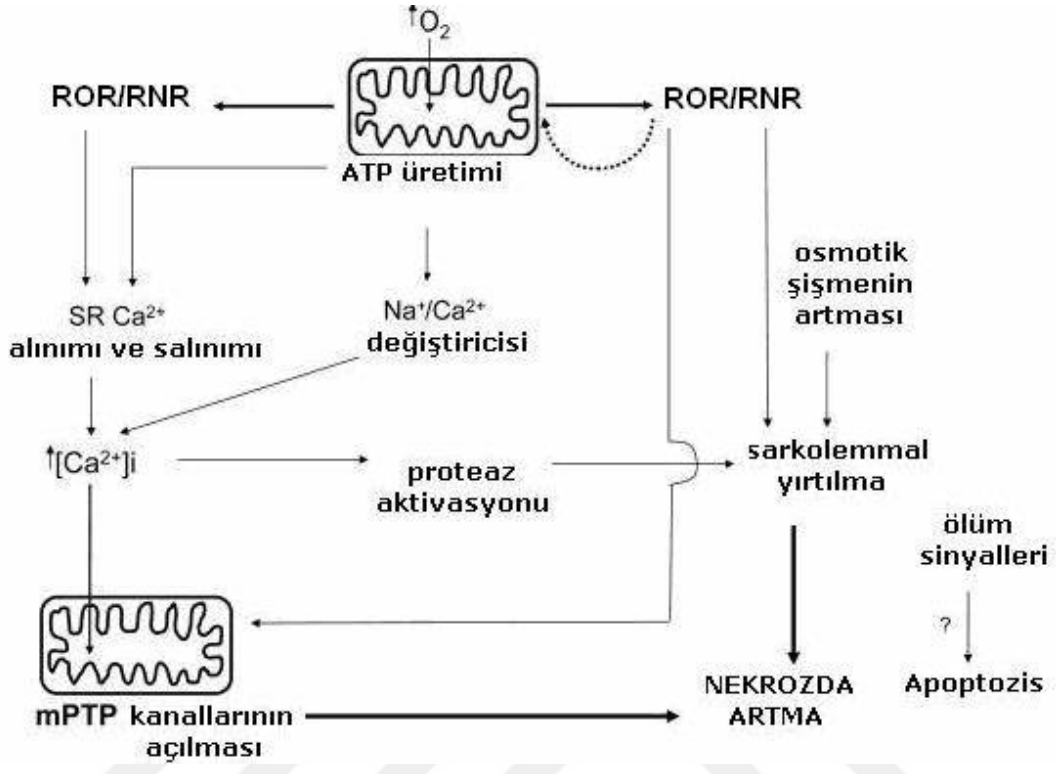 ↑O₂
ROR/RNR
ROR/RNR
ATP üretimi
osmotik
şişmenin
artması
SR Ca²⁺
alınımı ve salınımı
Na⁺/Ca²⁺
değiştiricisi
↑[Ca²⁺]i
proteaz
aktivasyonu
sarkolemmal
yırtılma
ölüm
sinyalleri
?
NEKROZDA
ARTMA
Apoptozis
mPTP kanallarının
açılması